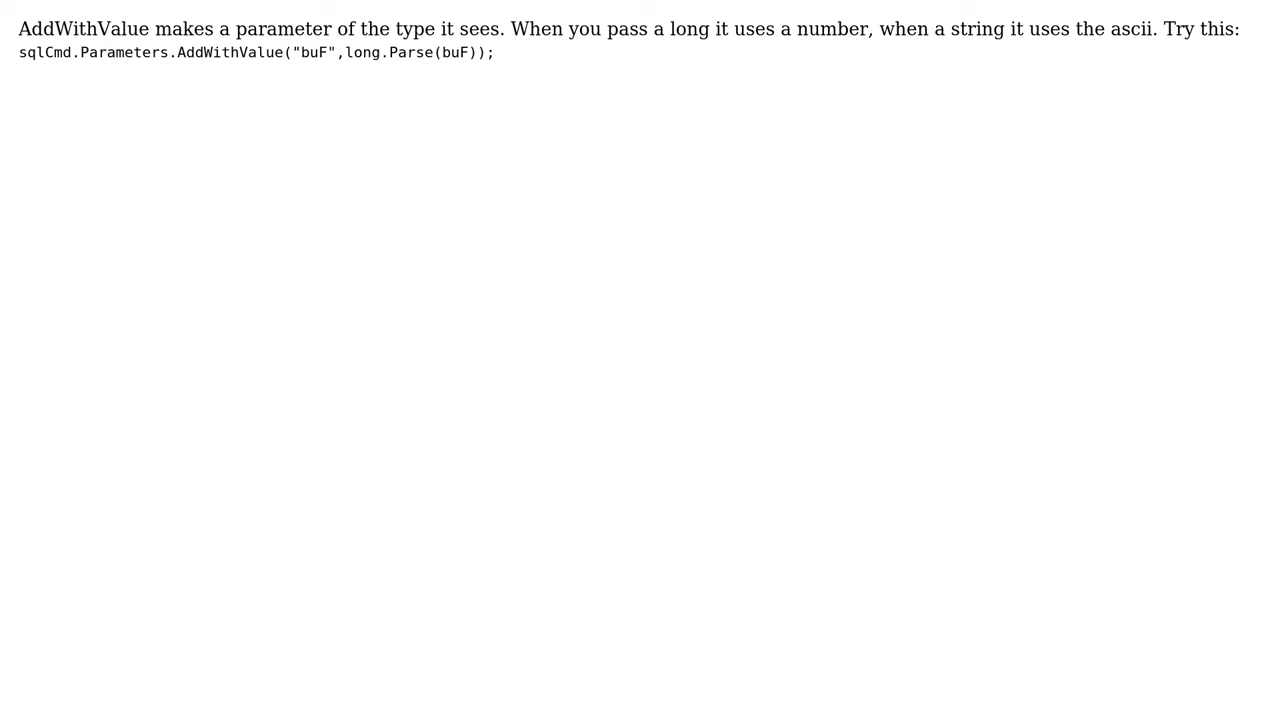 AddWithValue makes a parameter of the type it sees. When you pass a long it uses a number, when a string it uses the ascii. Try this:
sqlCmd.Parameters.AddWithValue("buF",long.Parse(buF));